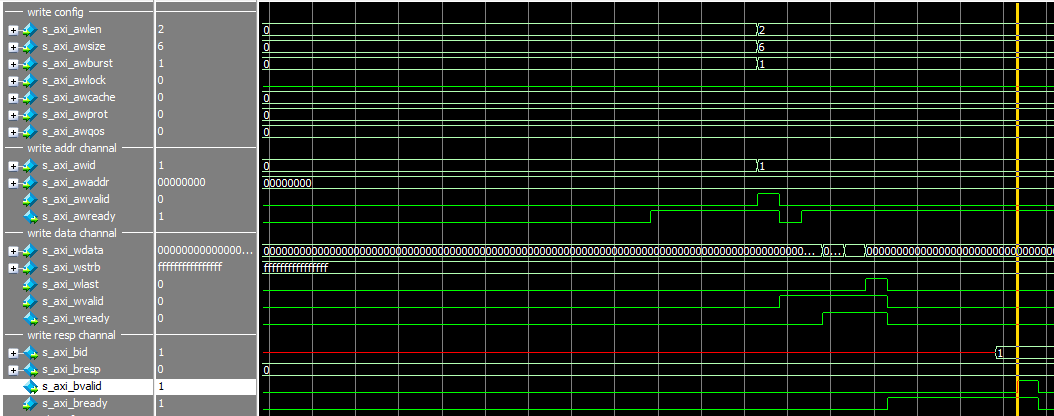 write config
s_axi_awlen 2 0 2
s_axi_awsize 6 0 6
s_axi_awburst 1 0 1
s_axi_awlock 0
s_axi_awcache 0 0
s_axi_awprot 0 0
s_axi_awqos 0 0
write addr channel
s_axi_awid 1 0 1
s_axi_awaddr 00000000 00000000
s_axi_awvalid 0
s_axi_awready 1
write data channel
s_axi_wdata 00000000000000... 0...
s_axi_wstrb ffffffffffffffff ffffffffffffffff
s_axi_wlast 0
s_axi_wvalid 0
s_axi_wready 0
write resp channel
s_axi_bid 1 1
s_axi_bresp 0 0
s_axi_bvalid 1
s_axi_bready 1